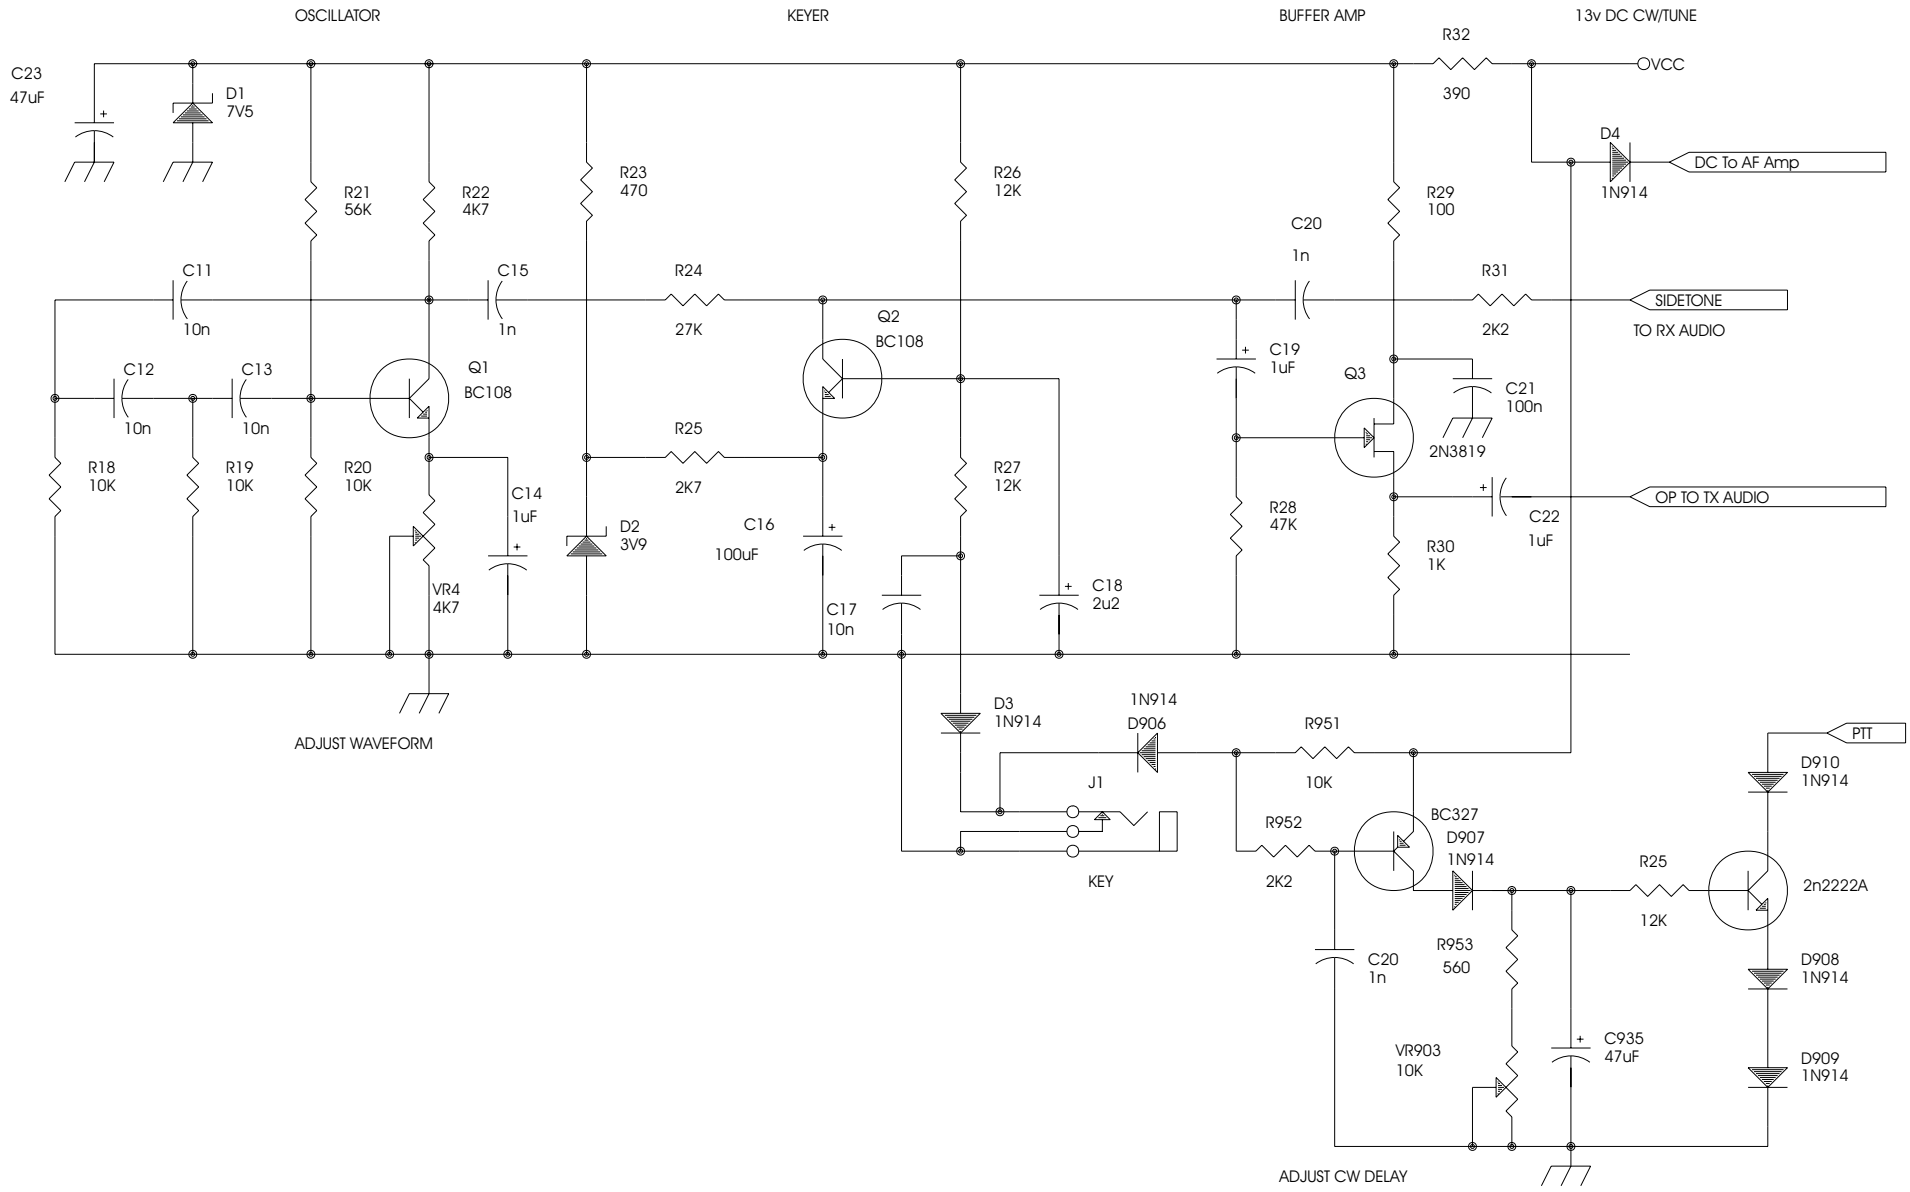 OSCILLATOR
KEYER
BUFFER AMP
13v DC CW/TUNE
C23
47uF
+
D1
7V5
R32
390
VCC
D4
1N914
DC To AF Amp
R21
56K
R22
4K7
R23
470
R26
12K
R29
100
C20
1n
C11
10n
C15
1n
R24
27K
R31
2K2
SIDETONE
TO RX AUDIO
Q2
BC108
C19
1uF
+
Q3
2N3819
C21
100n
C12
10n
C13
10n
Q1
BC108
R25
2K7
R18
10K
R19
10K
R20
10K
C14
1uF
+
R27
12K
R28
47K
+
C22
1uF
OP TO TX AUDIO
D2
3V9
C16
100uF
+
R30
1K
VR4
4K7
C17
10n
C18
2u2
+
ADJUST WAVEFORM
D3
1N914
1N914
D906
R951
10K
PTT
D910
1N914
J1
KEY
R952
2K2
BC327
D907
1N914
R25
12K
2n2222A
C20
1n
R953
560
D908
1N914
VR903
10K
C935
47uF
+
D909
1N914
ADJUST CW DELAY